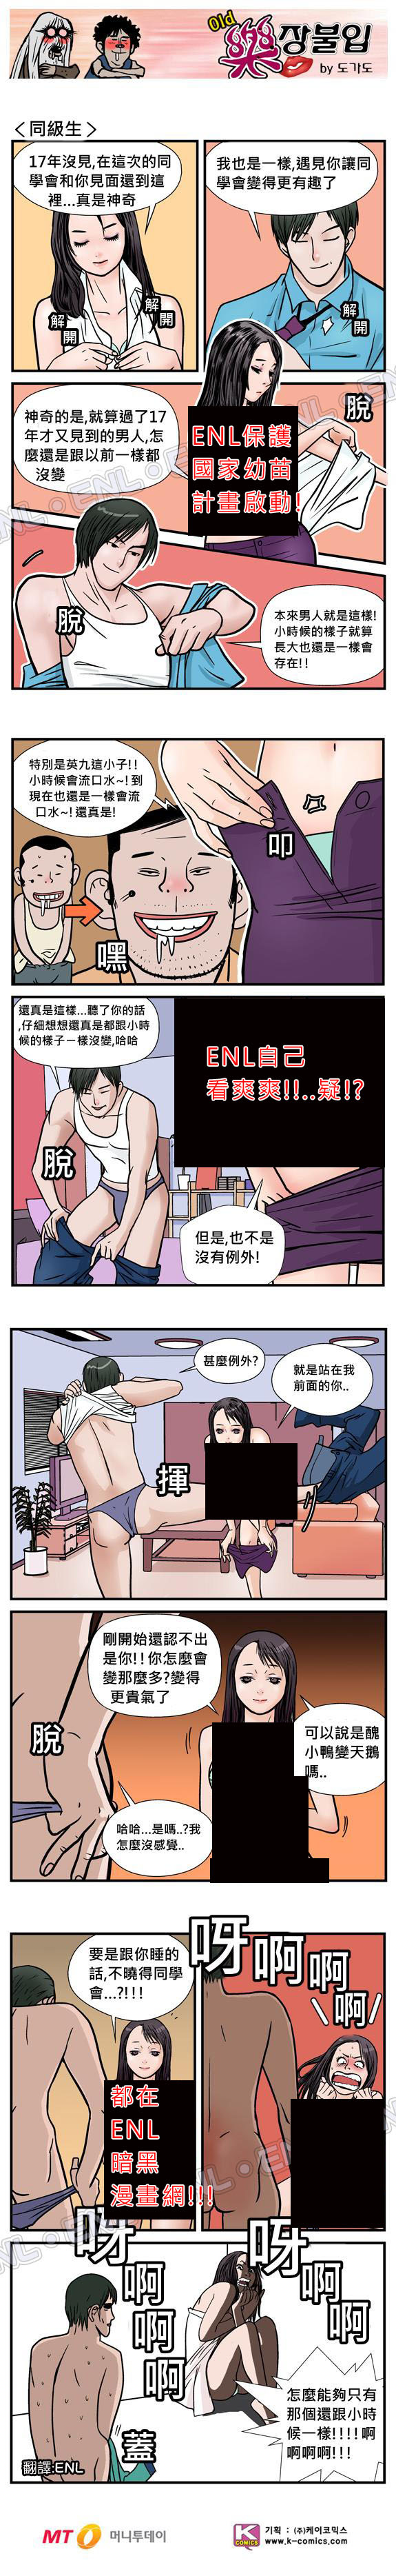 Old
樂장불입
by 도가도
<同級生>
17年沒見,在這次的同
學會和你見面還到這
裡...真是神奇
我也是一樣,遇見你讓同
學會變得更有趣了
解
開
解
開
解
開
神奇的是,就算過了17
年才又見到的男人,怎
麼還是跟以前一樣都
沒變
ENL保護
國家幼苗
計畫啟動!
脫
脫
本來男人就是這樣!
小時候的樣子就算
長大也還是一樣會
存在!!
特別是英九這小子!!
小時候會流口水~!到
現在也還是一樣會流
口水~!還真是!
嘿
叩
還真是這樣...聽了你的話
,仔細想想還真是都跟小時
候的樣子一樣沒變,哈哈
ENL自己
看爽爽!!..疑!?
脫
但是,也不是
沒有例外!
甚麼例外?
就是站在我
前面的你..
揮
剛開始還認不出
是你!!你怎麼會
變那麼多?變得
更貴氣了
脫
可以說是醜
小鴨變天鵝
嗎..
哈哈...是嗎..?我
怎麼沒感覺..
要是跟你睡的
話,不曉得同學
會...?!!!
都在
ENL
暗黑
漫畫網!!!
呀啊啊啊
呀啊啊啊
呀啊啊
怎麼能夠只有
那個還跟小時
候一樣!!!!啊
啊啊啊!!!
蓋
翻譯:ENL
MT 머니투데이
K COMICS
기획 : (주)케이코믹스
www.k-comics.com